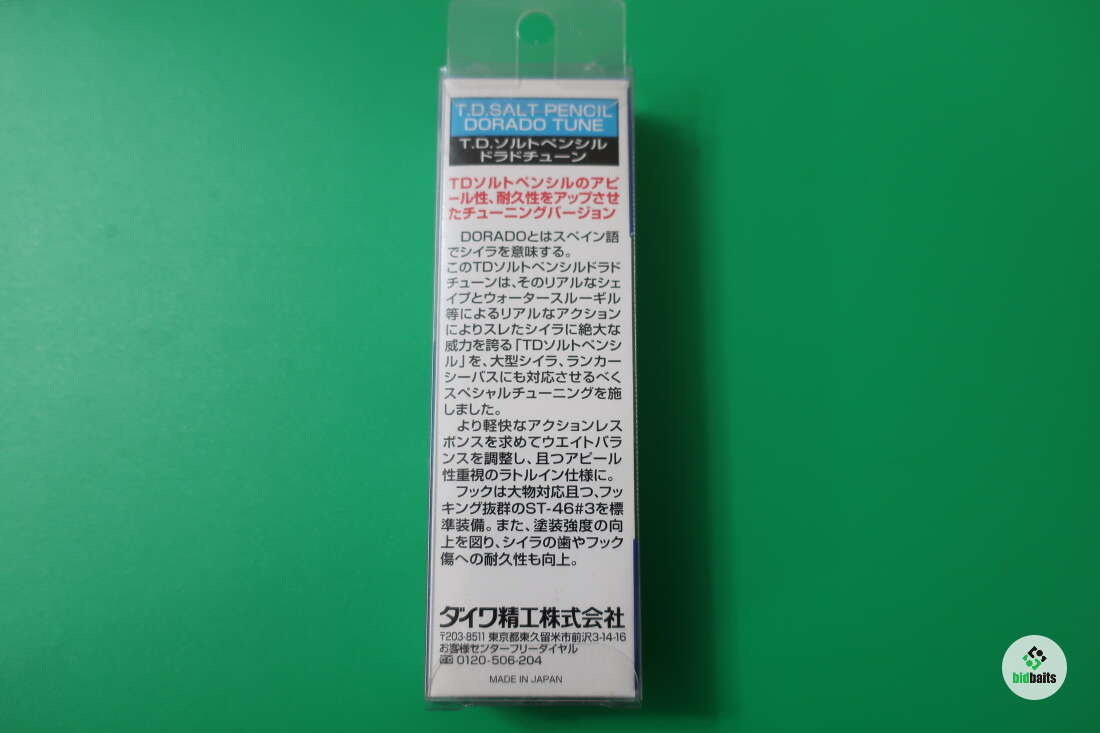 T.D.SALT PENCIL
DORADO TUNE
T.D.ソルトペンシル
ドラドチューン
TDソルトペンシルのアピ
ール性、耐久性をアップさせ
たチューニングバージョン
DORADOとはスペイン語
でシイラを意味する。
このTDソルトペンシルドラド
チューンは、そのリアルなシェ
イプとウォータースルーギル
等によるリアルなアクション
によりスレたシイラに絶大な
威力を誇る「TDソルトペンシ
ル」を、大型シイラ、ランカー
シーバスにも対応させるべく
スペシャルチューニングを施
しました。
より軽快なアクションレス
ポンスを求めてウエイトバラ
ンスを調整し、且つアピール
性重視のラトルイン仕様に。
フックは大物対応且つ、フッ
キング抜群のST-46#3を標
準装備。また、塗装強度の向
上を図り、シイラの歯やフック
傷への耐久性も向上。
ダイワ精工株式会社
〒203-8511 東京都東久留米市前沢3-14-16
お客様センターフリーダイヤル
0120-506-204
MADE IN JAPAN
bidbaits